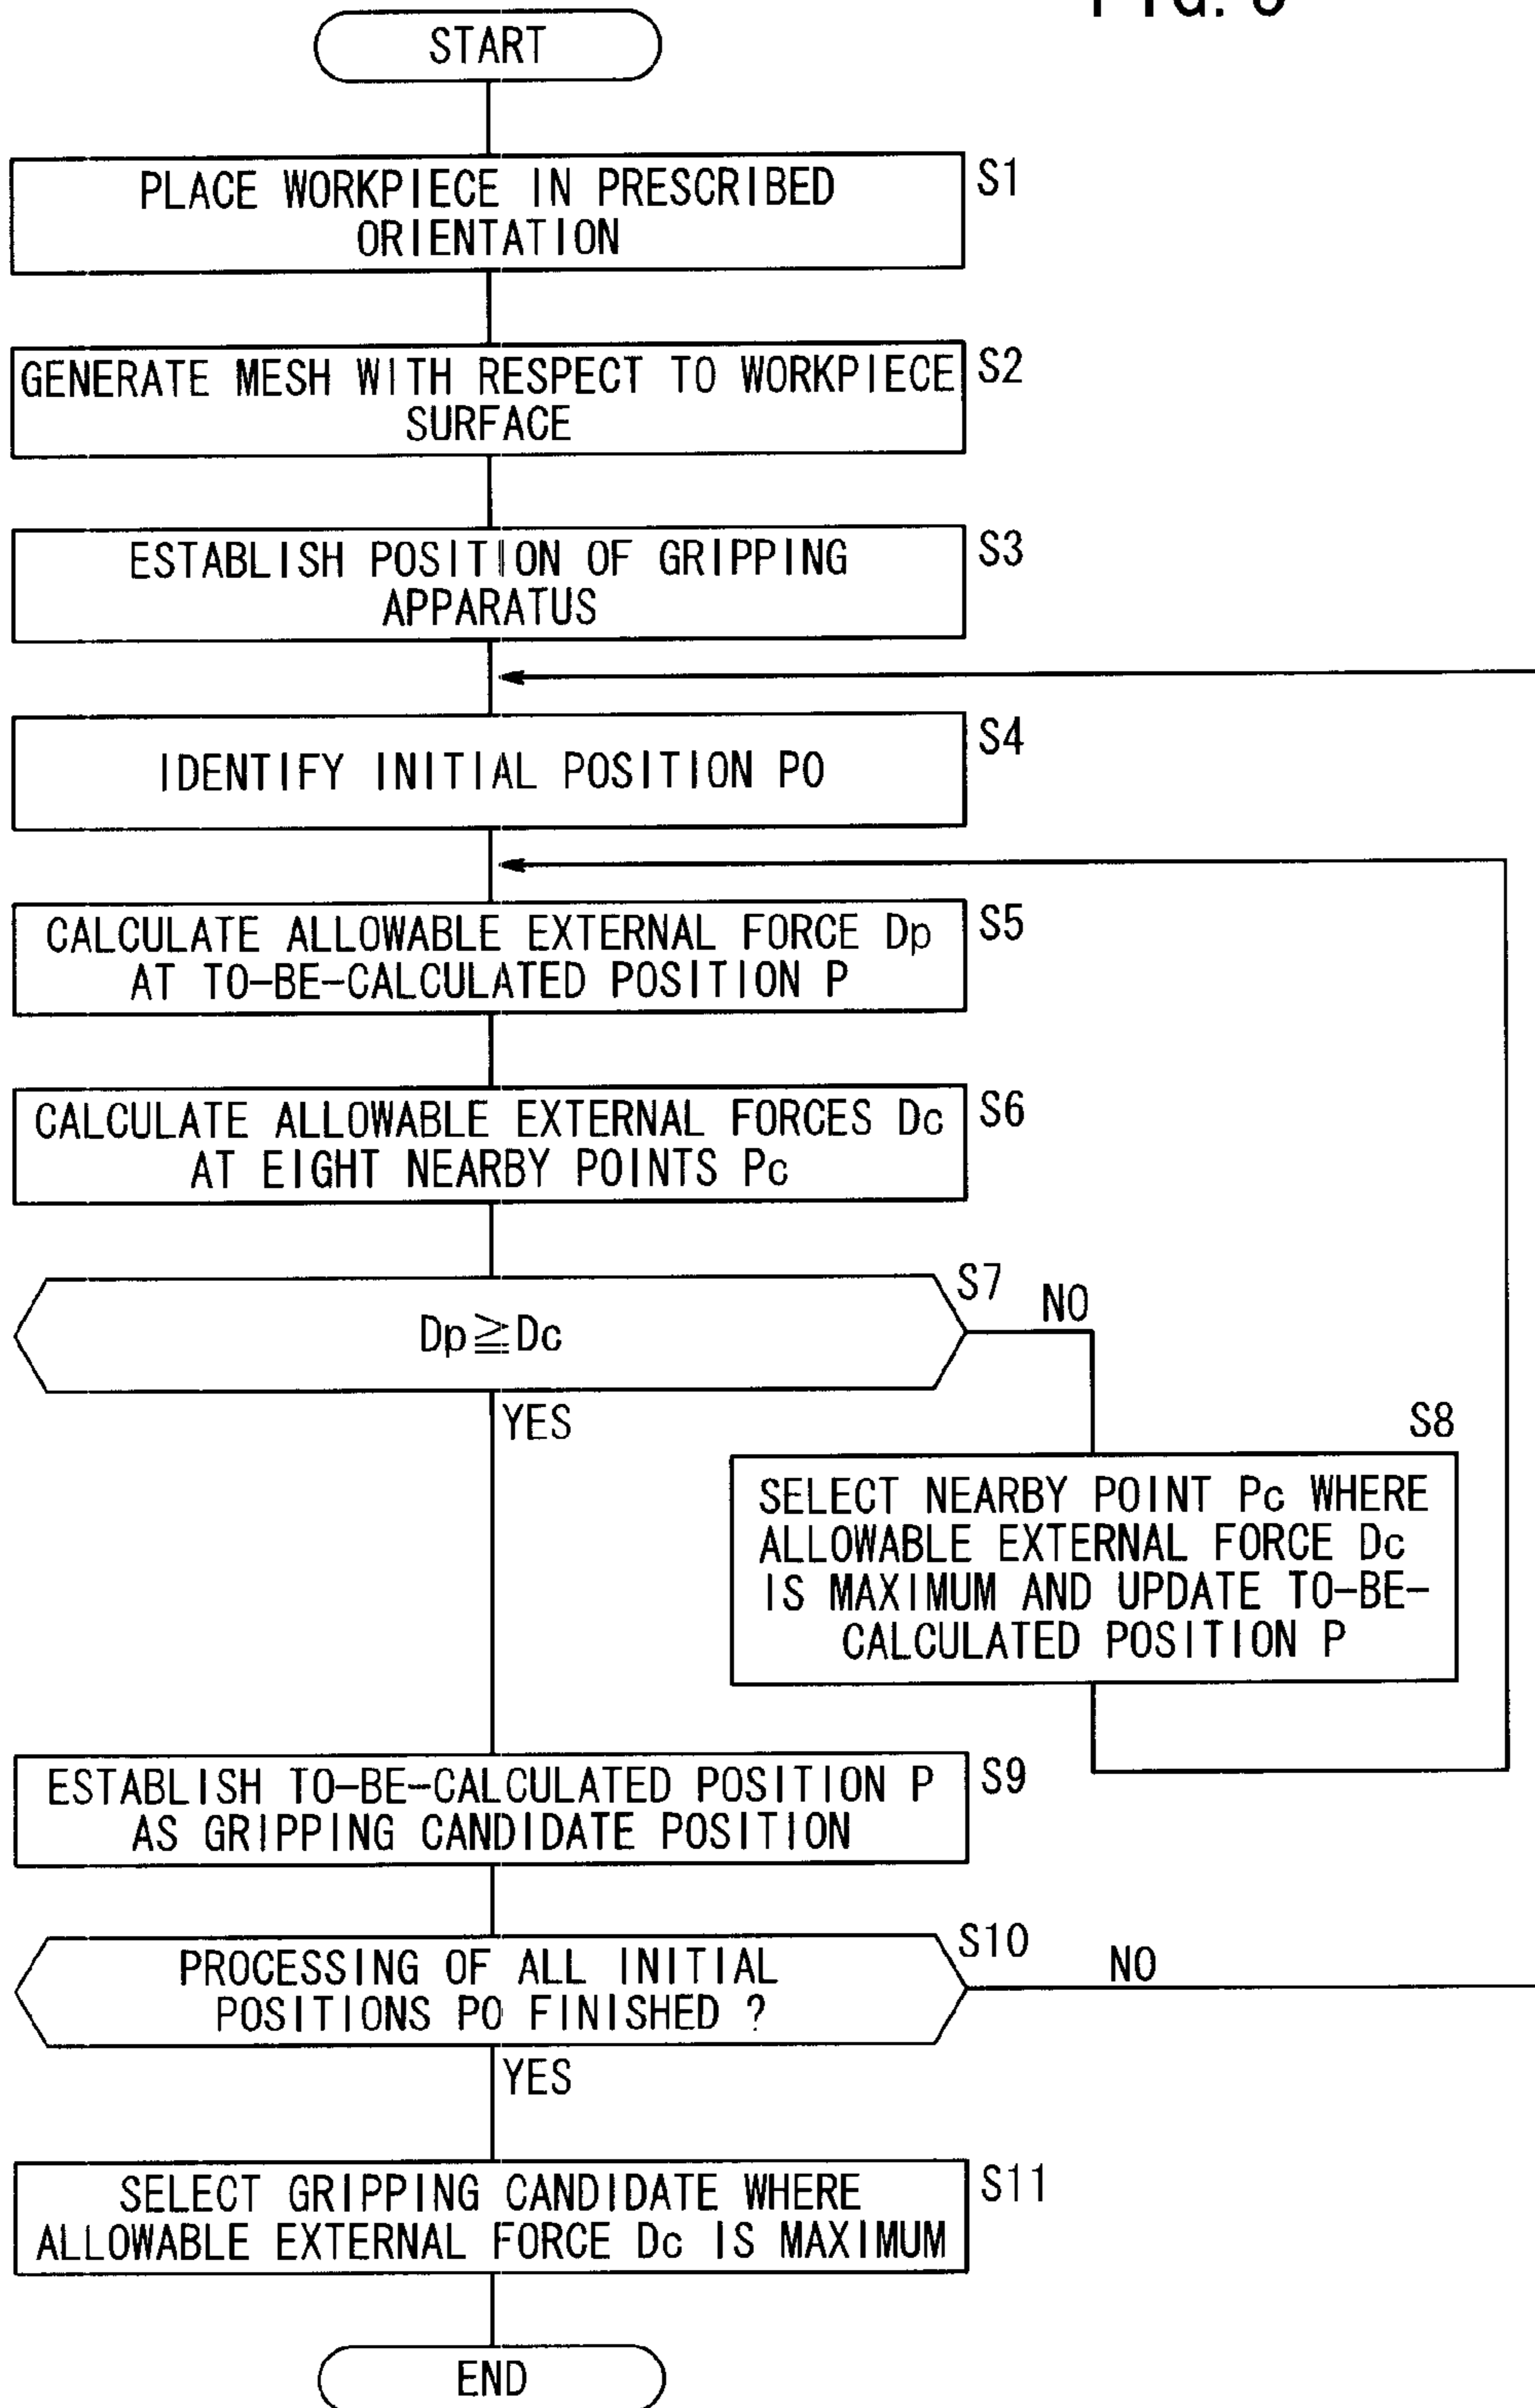 FIG.
START
PLACE WORKPIECE IN PRESCRIBED
ORIENTATION
S1
GENERATE MESH WITH RESPECT TO WORKPIECE
SURFACE
S2
ESTABLISH POSITION OF GRIPPING
APPARATUS
S3
IDENTIFY INITIAL POSITION P0
S4
CALCULATE ALLOWABLE EXTERNAL FORCE Dp
AT TO-BE-CALCULATED POSITION P
S5
CALCULATE ALLOWABLE EXTERNAL FORCES Dc
AT EIGHT NEARBY POINTS Pc
S6
Dp≧Dc
S7
NO
YES
S8
SELECT NEARBY POINT Pc WHERE
ALLOWABLE EXTERNAL FORCE Dc
IS MAXIMUM AND UPDATE TO-BE-
CALCULATED POSITION P
ESTABLISH TO-BE-CALCULATED POSITION P
AS GRIPPING CANDIDATE POSITION
S9
PROCESSING OF ALL INITIAL
POSITIONS P0 FINISHED ?
S10
NO
YES
SELECT GRIPPING CANDIDATE WHERE
ALLOWABLE EXTERNAL FORCE Dc IS MAXIMUM
S11
END